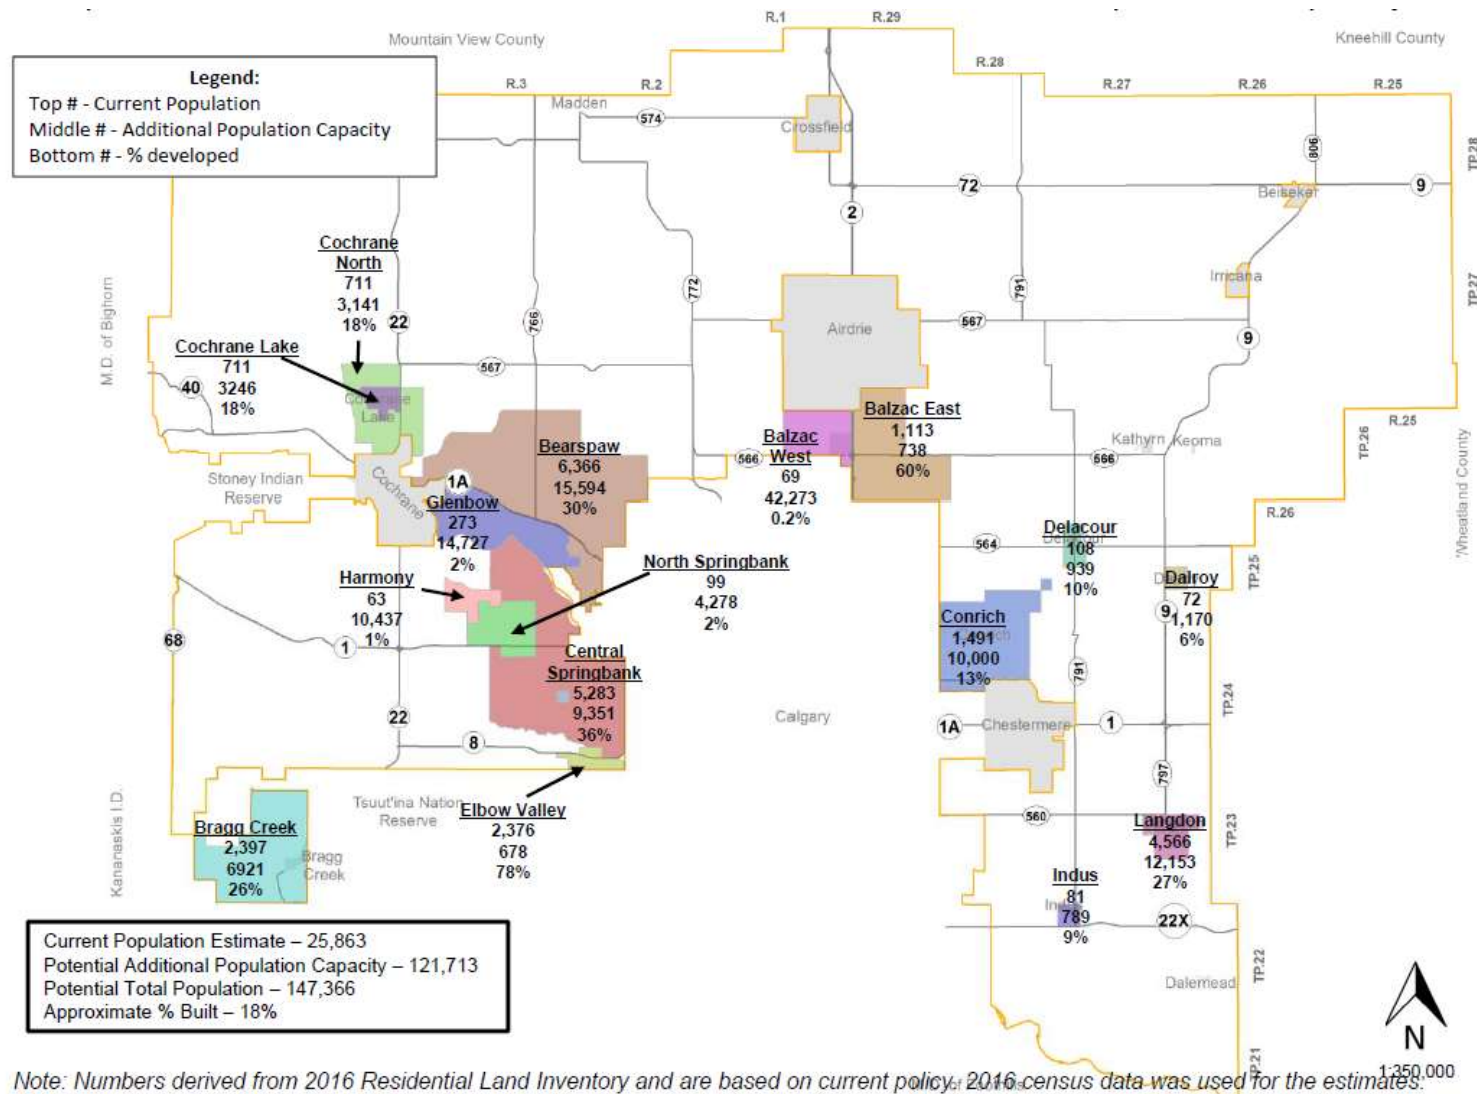 R.1
R.29
Mountain View County
Kneehill County
Legend:
Top # - Current Population
Middle # - Additional Population Capacity
Bottom # - % developed
R.3
R.2
R.28
R.27
R.26
R.25
Madden
574
Crossfield
806
TP.28
72
9
Beiseker
2
Cochrane
North
711
3,141
18%
22
766
772
791
Irricana
TP.27
M.D. of Bighorn
Airdrie
567
9
Cochrane Lake
711
3246
18%
40
567
Cochrane
Lake
Balzac East
1,113
738
60%
R.25
Bearspaw
6,366
15,594
30%
Balzac
West
69
42,273
0.2%
566
566
Kathyrn
Keoma
TP.26
Wheatland County
Stoney Indian
Reserve
Cochrane
1A
Glenbow
273
14,727
2%
R.26
564
Delacour
108
939
10%
TP.25
Harmony
63
10,437
1%
North Springbank
99
4,278
2%
Dalroy
72
1,170
6%
9
Conrich
1,491
10,000
13%
68
1
Central
Springbank
5,283
9,351
36%
791
TP.24
22
Calgary
1A
Chestermere
1
8
797
Kananaskis I.D.
Tsuut'ina Nation
Reserve
Elbow Valley
2,376
678
78%
560
Langdon
4,566
12,153
27%
TP.23
Bragg Creek
2,397
6921
26%
Bragg
Creek
Indus
81
789
9%
22X
Current Population Estimate – 25,863
Potential Additional Population Capacity – 121,713
Potential Total Population – 147,366
Approximate % Built – 18%
Dalemead
TP.22
N
TP.21
1:350,000
Note: Numbers derived from 2016 Residential Land Inventory and are based on current policy. 2016 census data was used for the estimates.